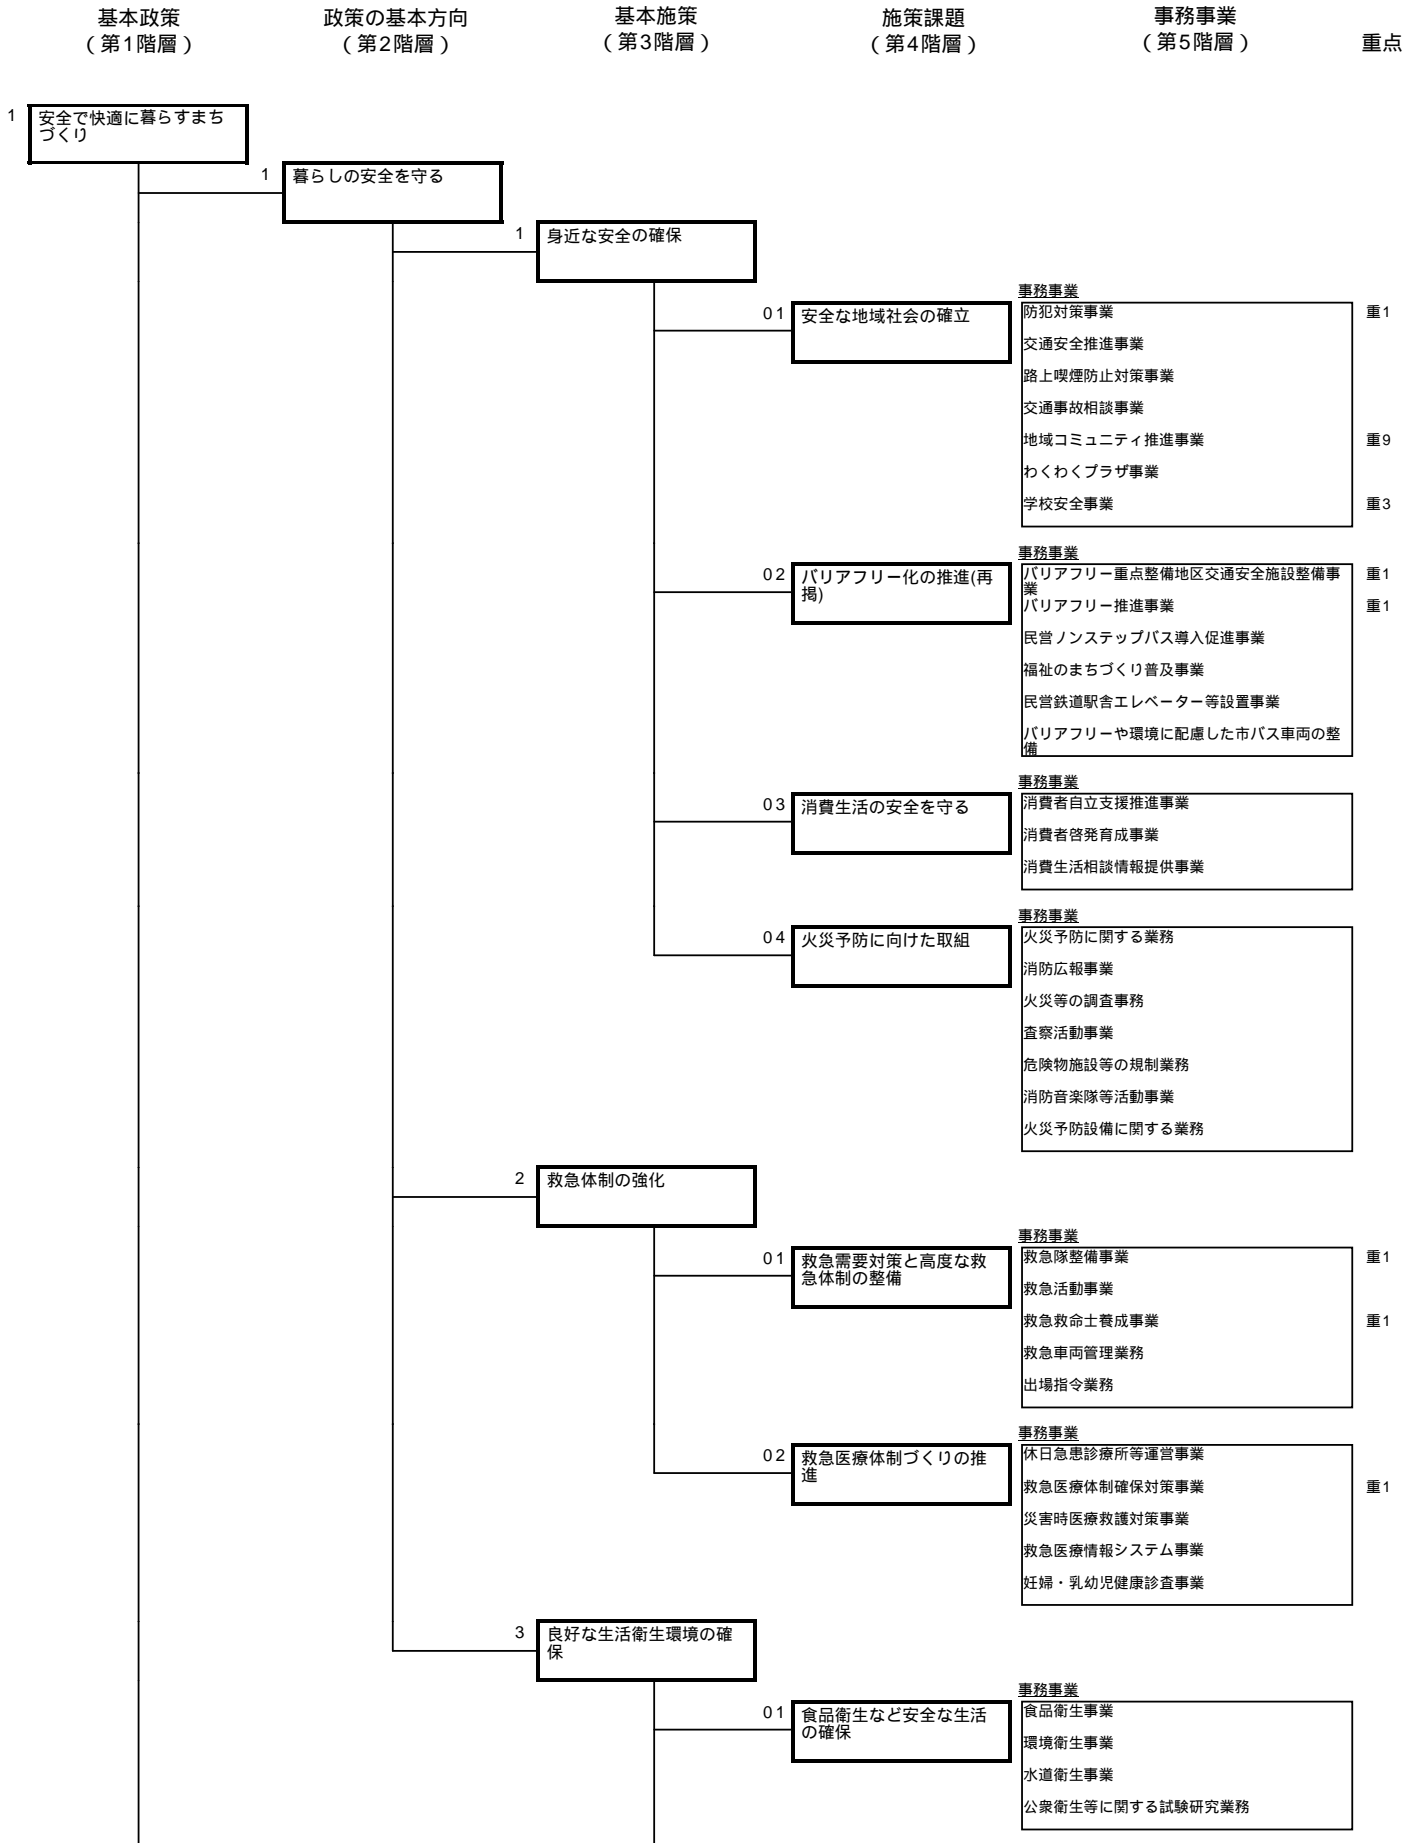 基本政策
（第1階層）
政策の基本方向
（第2階層）
基本施策
（第3階層）
施策課題
（第4階層）
事務事業
（第5階層）
重点
1
安全で快適に暮らすまち
づくり
1
暮らしの安全を守る
1
身近な安全の確保
01
安全な地域社会の確立
事務事業
防犯対策事業 重1
交通安全推進事業
路上喫煙防止対策事業
交通事故相談事業
地域コミュニティ推進事業 重9
わくわくプラザ事業
学校安全事業 重3
02
バリアフリー化の推進(再
掲)
事務事業
バリアフリー重点整備地区交通安全施設整備事 重1
業
バリアフリー推進事業 重1
民営ノンステップバス導入促進事業
福祉のまちづくり普及事業
民営鉄道駅舎エレベーター等設置事業
バリアフリーや環境に配慮した市バス車両の整
備
03
消費生活の安全を守る
事務事業
消費者自立支援推進事業
消費者啓発育成事業
消費生活相談情報提供事業
04
火災予防に向けた取組
事務事業
火災予防に関する業務
消防広報事業
火災等の調査事務
査察活動事業
危険物施設等の規制業務
消防音楽隊等活動事業
火災予防設備に関する業務
2
救急体制の強化
01
救急需要対策と高度な救
急体制の整備
事務事業
救急隊整備事業 重1
救急活動事業
救急救命士養成事業 重1
救急車両管理業務
出場指令業務
02
救急医療体制づくりの推
進
事務事業
休日急患診療所等運営事業
救急医療体制確保対策事業 重1
災害時医療救護対策事業
救急医療情報システム事業
妊婦・乳幼児健康診査事業
3
良好な生活衛生環境の確
保
01
食品衛生など安全な生活
の確保
事務事業
食品衛生事業
環境衛生事業
水道衛生事業
公衆衛生等に関する試験研究業務